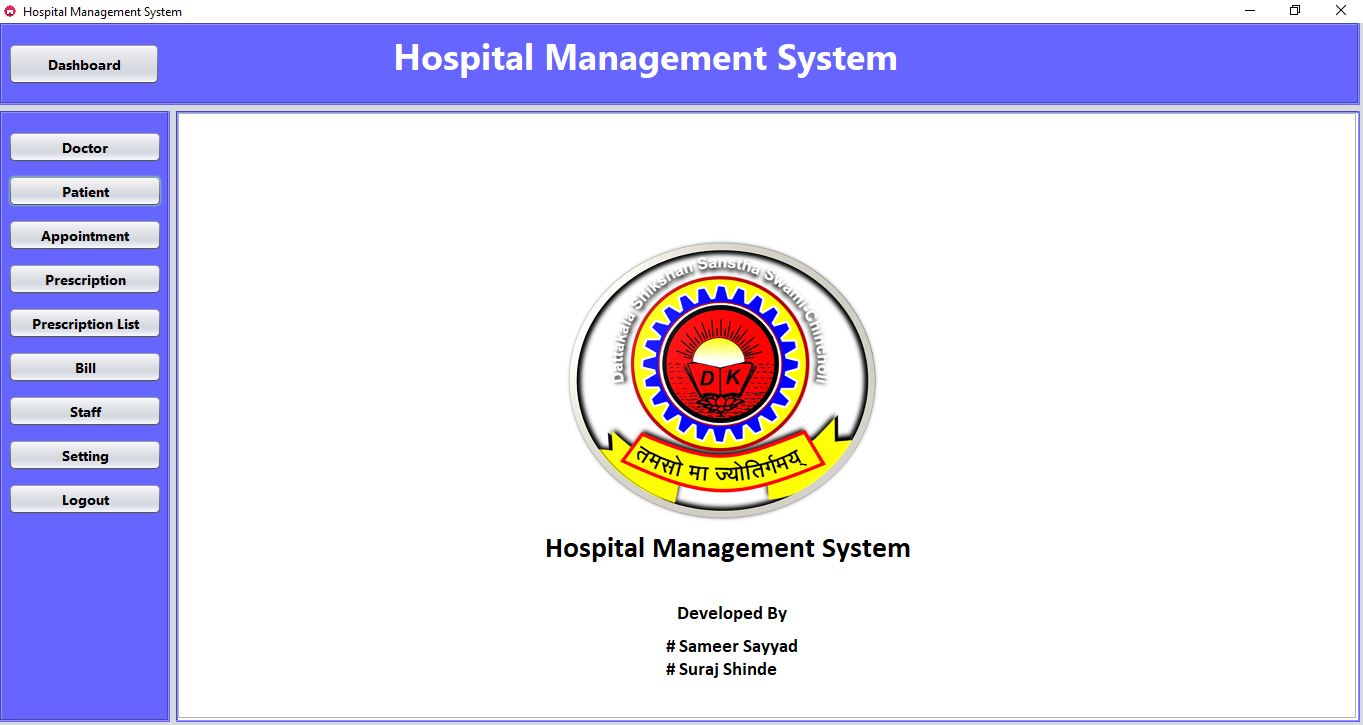 Hospital Management System
Dashboard
Hospital Management System
Doctor
Patient
Appointment
Prescription
Prescription List
Bill
Staff
Setting
Logout
Dattakala Shikshan Sanstha Swami-Chincholi
D K
तमसो मा ज्योतिर्गमय्
Hospital Management System
Developed By
# Sameer Sayyad
# Suraj Shinde